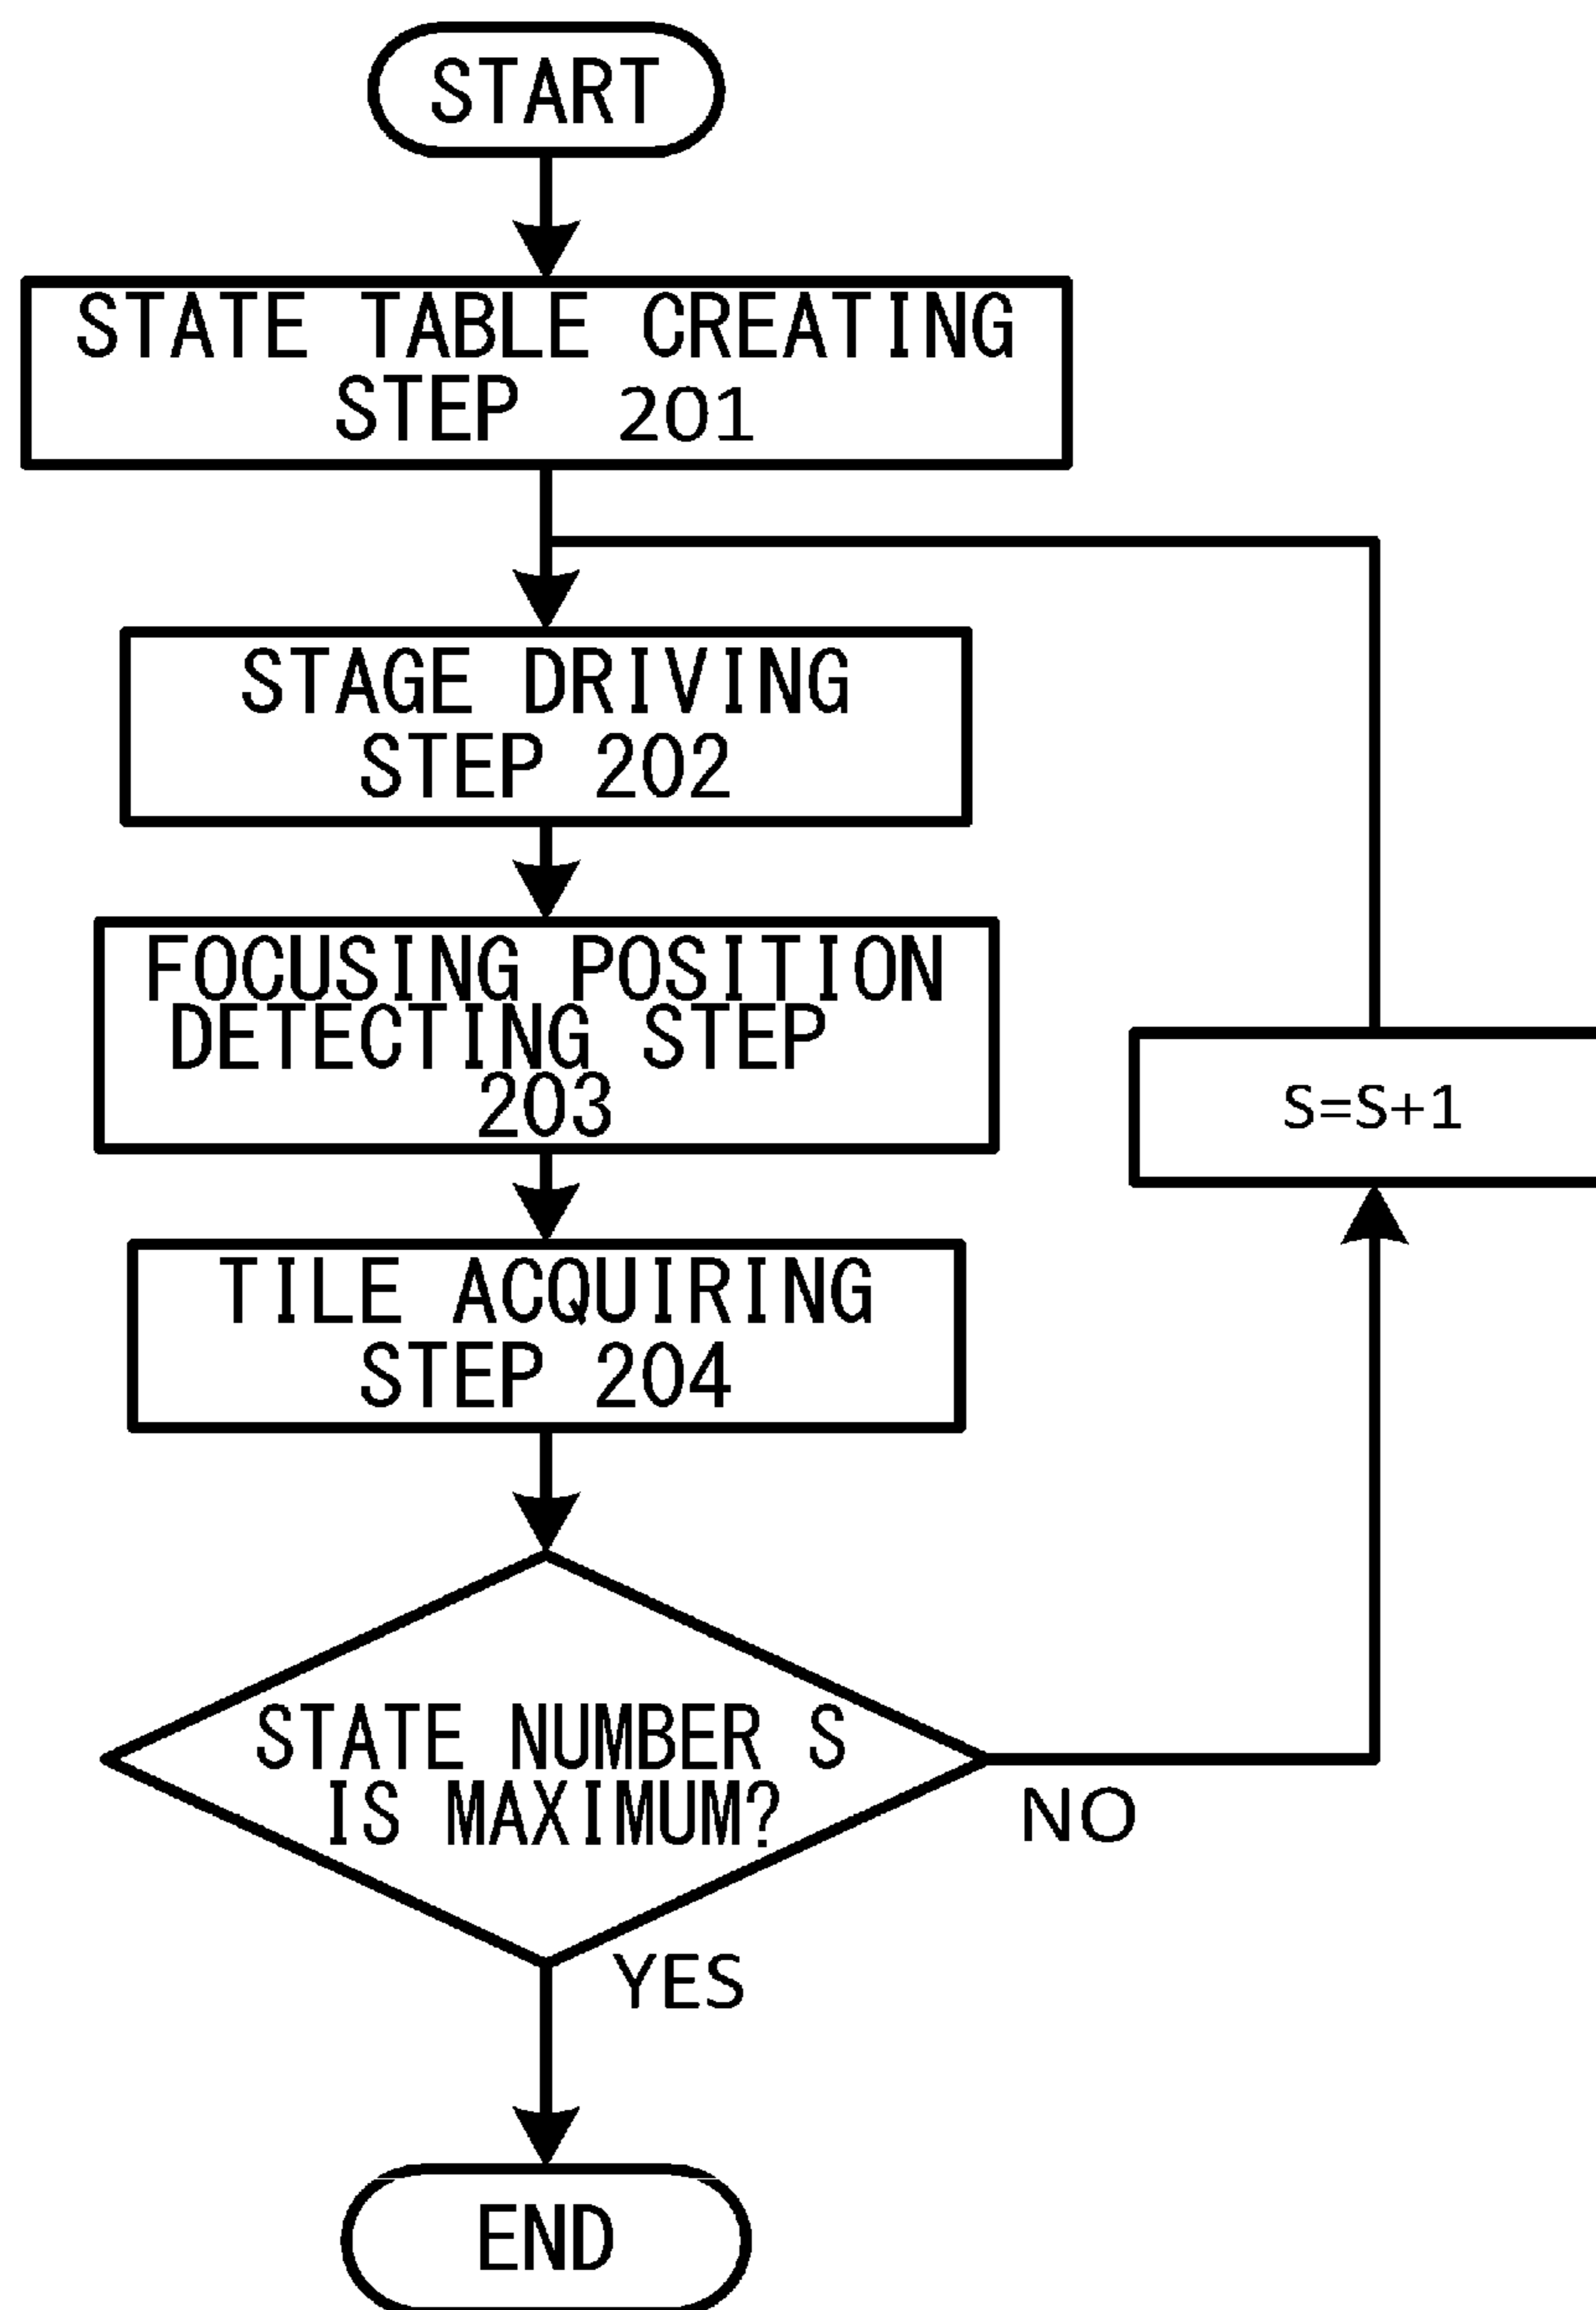 START
STATE TABLE CREATING
STEP 201
STAGE DRIVING
STEP 202
FOCUSING POSITION
DETECTING STEP
203
S=S+1
TILE ACQUIRING
STEP 204
STATE NUMBER S
IS MAXIMUM?
NO
YES
END